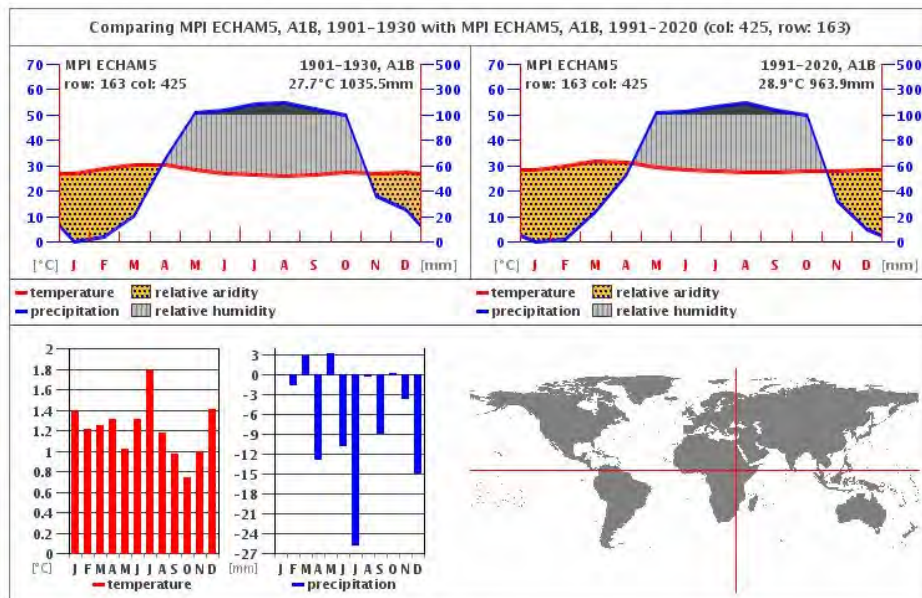 Comparing MPI ECHAM5, A1B, 1901-1930 with MPI ECHAM5, A1B, 1991-2020 (col: 425, row: 163)
70 MPI ECHAM5 1901-1930, A1B 500
60 row: 163 col: 425 27.7°C 1035.5mm 300
50 100
40 80
30 60
20 40
10 20
0 0
[°C] J F M A M J J A S O N D [mm]
temperature relative aridity
precipitation relative humidity
70 MPI ECHAM5 1991-2020, A1B 500
60 row: 163 col: 425 28.9°C 963.9mm 300
50 100
40 80
30 60
20 40
10 20
0 0
[°C] J F M A M J J A S O N D [mm]
temperature relative aridity
precipitation relative humidity
2
1.8
1.6
1.4
1.2
1
0.8
0.6
0.4
0.2
0
[°C] J F M A M J J A S O N D
temperature
3
0
-3
-6
-9
-12
-15
-18
-21
-24
-27
[mm] J F M A M J J A S O N D
precipitation